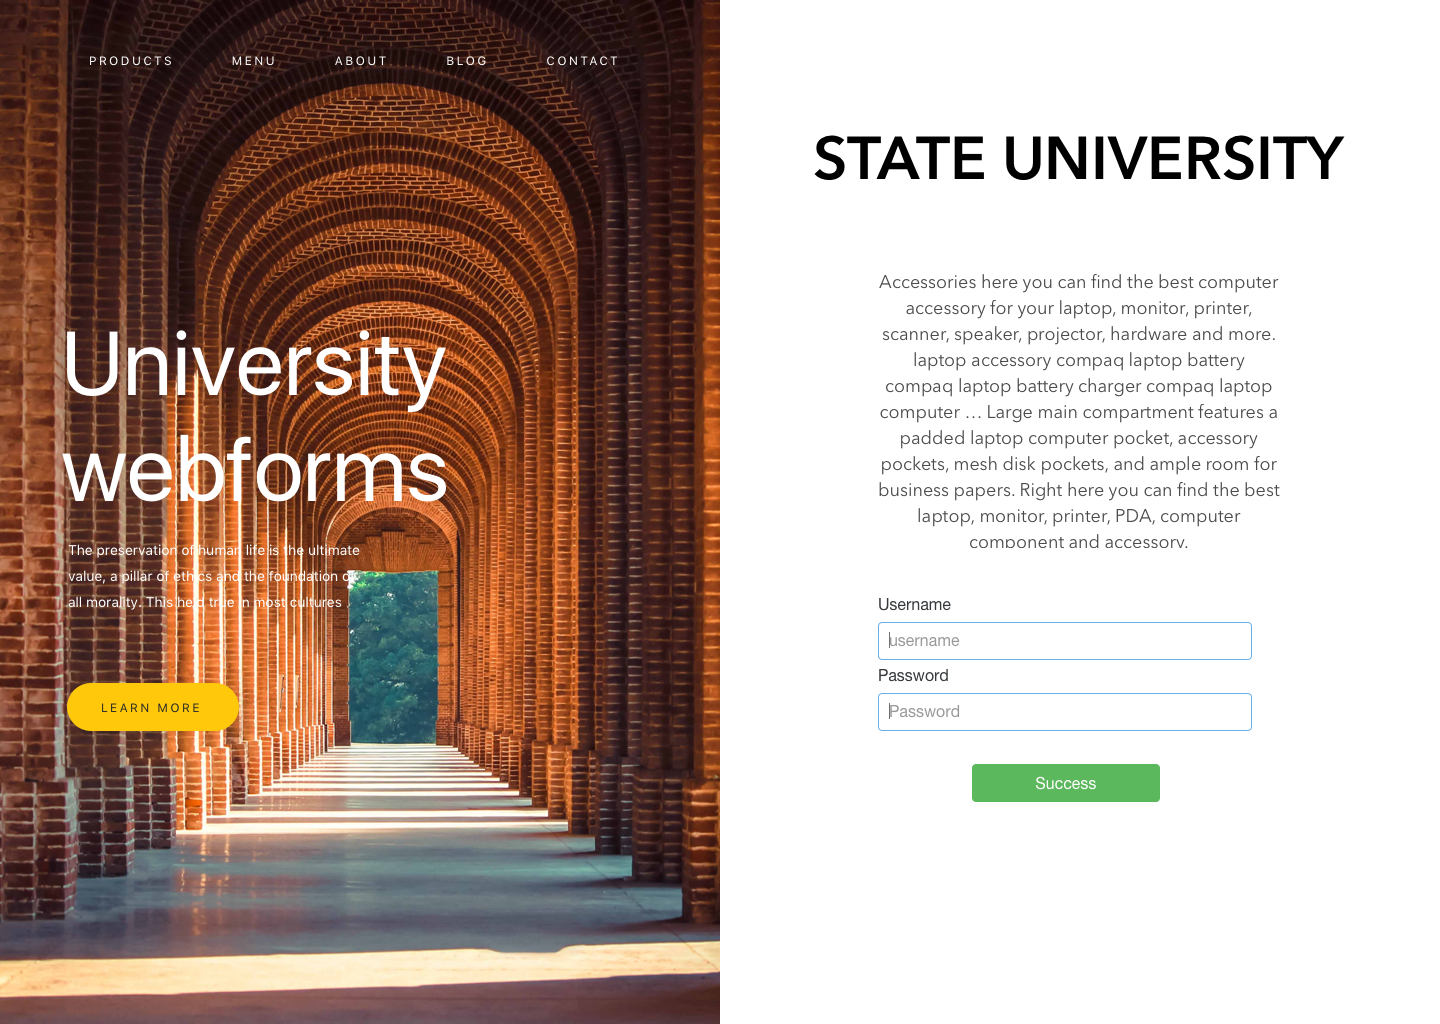 PRODUCTS MENU ABOUT BLOG CONTACT
University
webforms
The preservation of human life is the ultimate
value, a pillar of ethics and the foundation of
all morality. This held true in most cultures
LEARN MORE
STATE UNIVERSITY
Accessories here you can find the best computer
accessory for your laptop, monitor, printer,
scanner, speaker, projector, hardware and more.
laptop accessory compaq laptop battery
compaq laptop battery charger compaq laptop
computer … Large main compartment features a
padded laptop computer pocket, accessory
pockets, mesh disk pockets, and ample room for
business papers. Right here you can find the best
laptop, monitor, printer, PDA, computer
component and accessory.
Username
username
Password
Password
Success